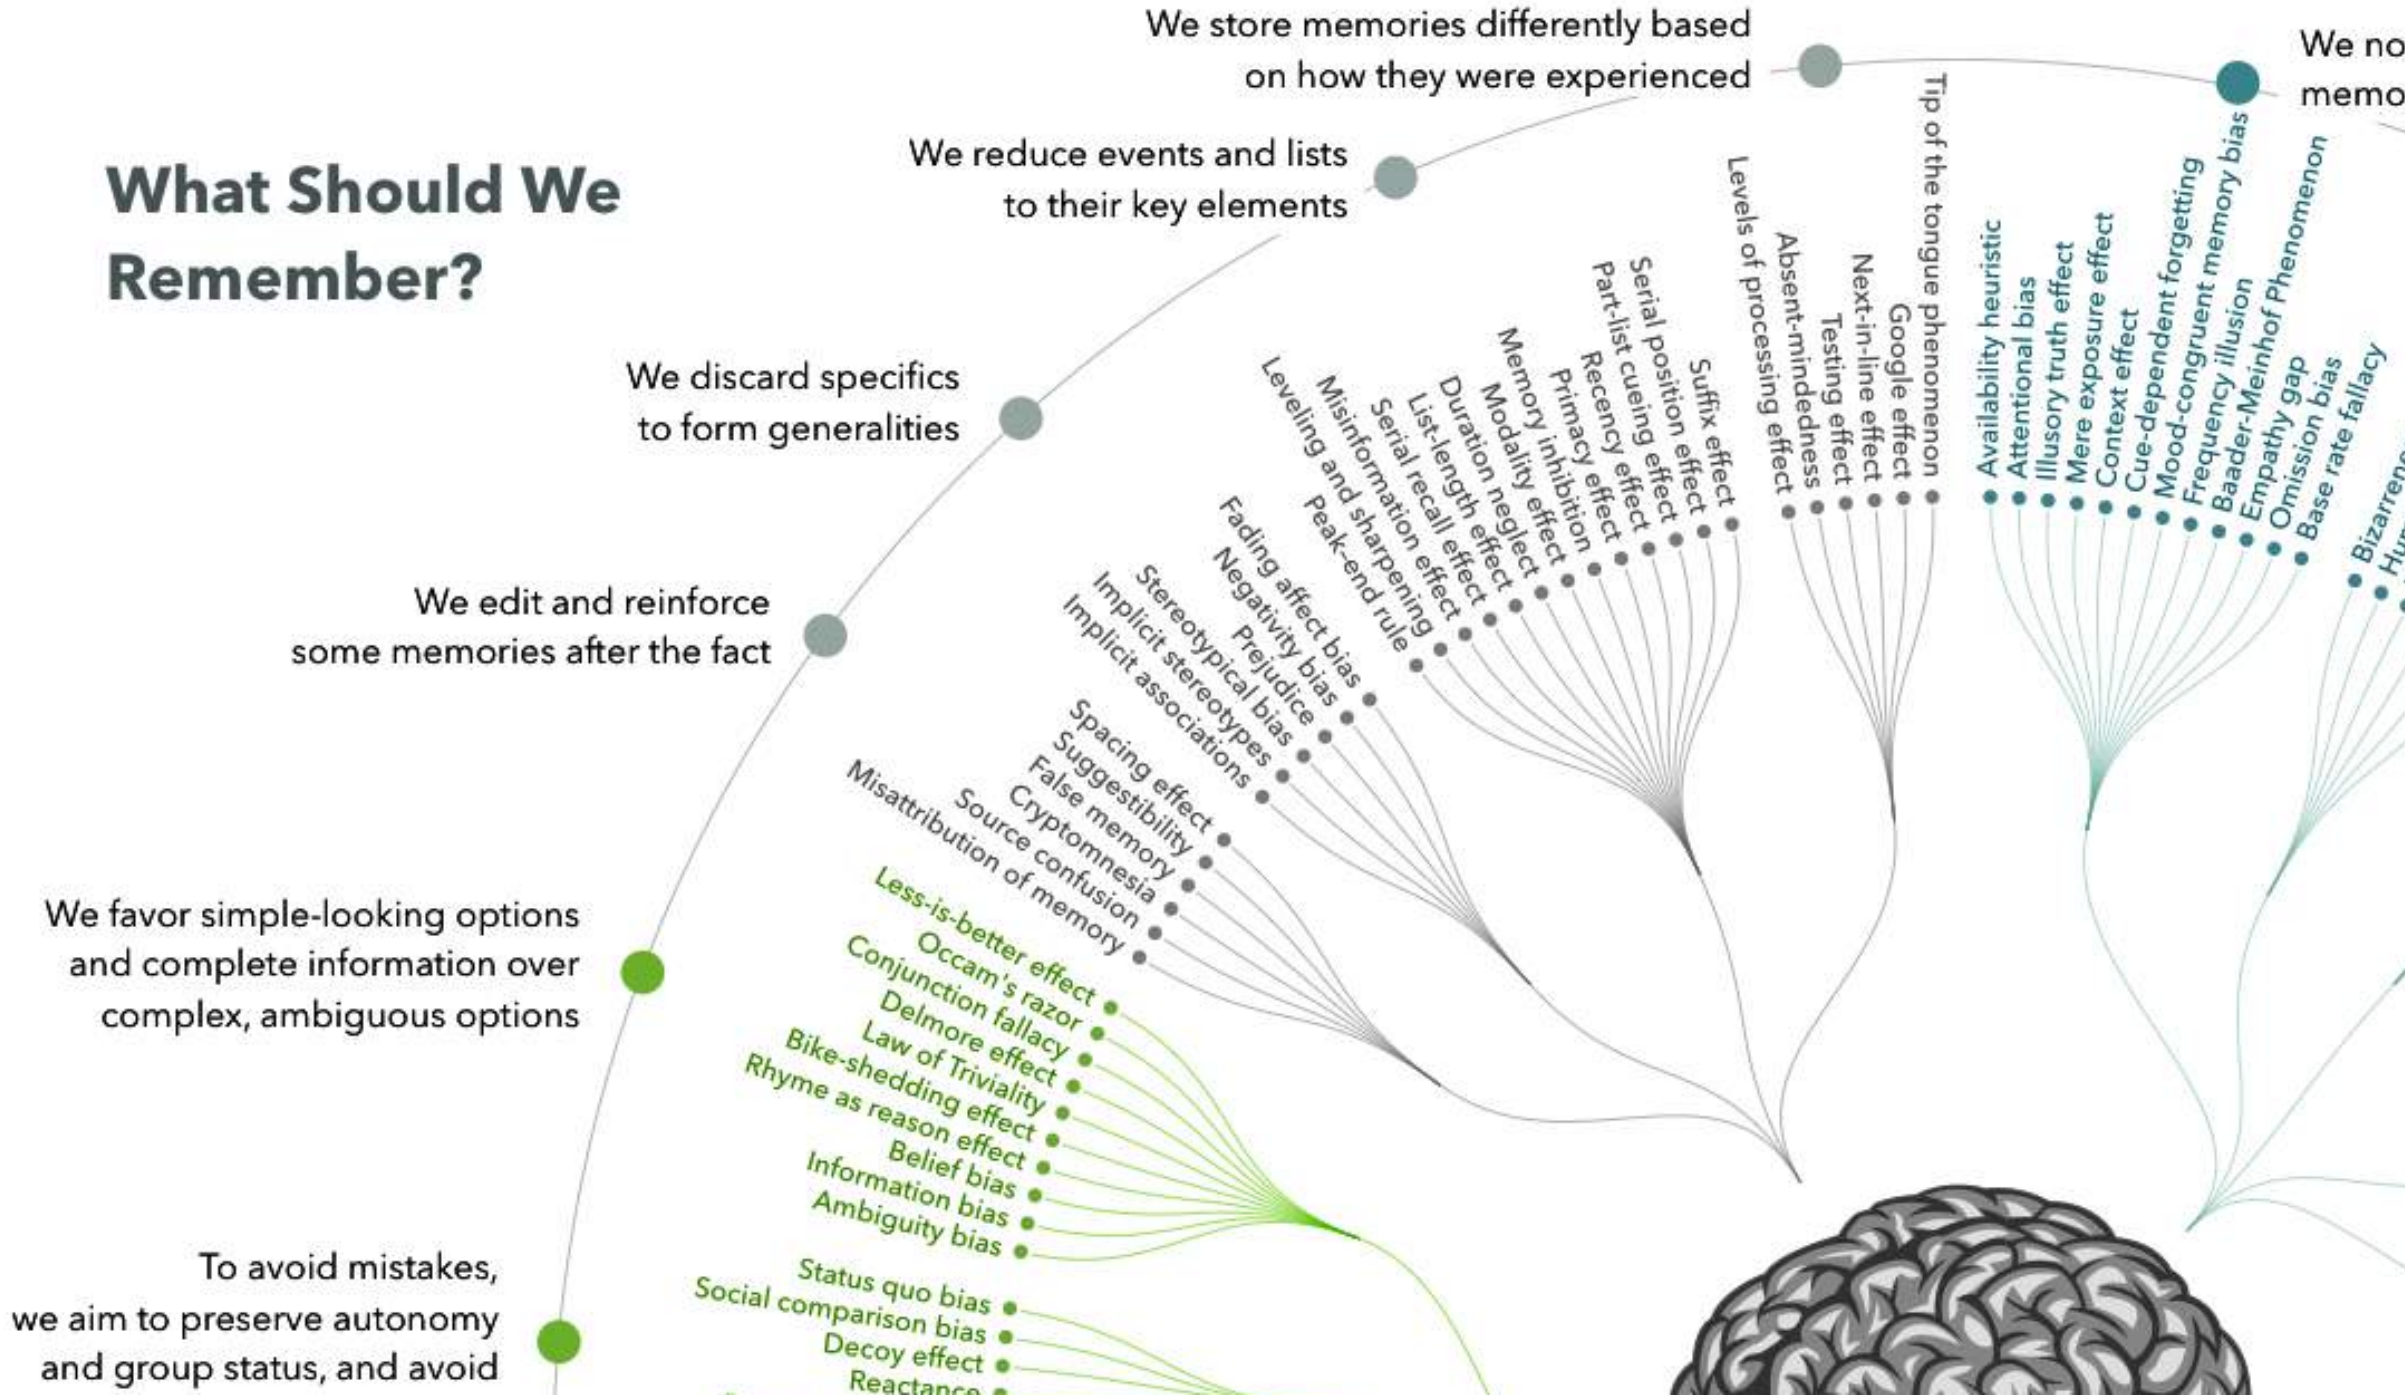 What Should We
Remember?
We store memories differently based
on how they were experienced
We reduce events and lists
to their key elements
We discard specifics
to form generalities
We edit and reinforce
some memories after the fact
We favor simple-looking options
and complete information over
complex, ambiguous options
To avoid mistakes,
we aim to preserve autonomy
and group status, and avoid
We
Tip of the tongue phenomenon
Google effect
Next-in-line effect
Testing effect
Absent-mindedness
Levels of processing effect
Suffix effect
Serial position effect
Part-list cueing effect
Recency effect
Primacy effect
Memory inhibition
Modality effect
Duration neglect
List-length effect
Serial recall effect
Misinformation effect
Leveling and sharpening
Peak-end rule
Fading affect bias
Negativity bias
Prejudice
Stereotypical bias
Implicit stereotypes
Implicit associations
Spacing effect
Suggestibility
False memory
Cryptomnesia
Source confusion
Misattribution of memory
Less-is-better effect
Occam's razor
Conjunction fallacy
Delmore effect
Law of Triviality
Bike-shedding effect
Rhyme as reason effect
Belief bias
Information bias
Ambiguity bias
Status quo bias
Social comparison bias
Decoy effect
Reactance
Availability heuristic
Attentional bias
Illusory truth effect
Mere exposure effect
Context effect
Cue-dependent forgetting
Mood-congruent memory bias
Frequency illusion
Baader-Meinhof Phenomenon
Empathy gap
Omission bias
Base rate fallacy